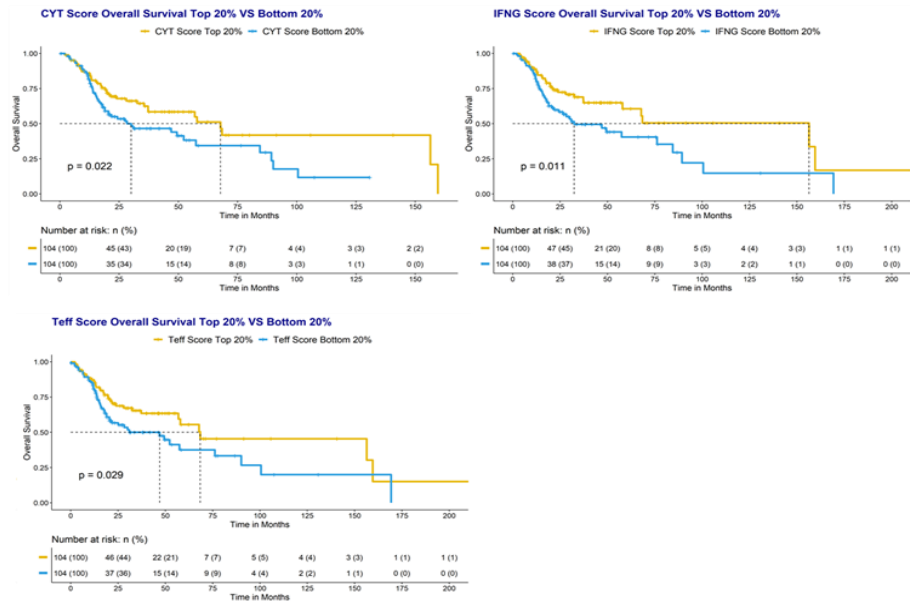 CYT Score Overall Survival Top 20% VS Bottom 20%
CYT Score Top 20% CYT Score Bottom 20%
Overall Survival
1.00
0.75
0.50
0.25
0.00
p = 0.022
0 25 50 75 100 125 150
Time in Months
Number at risk: n (%)
104 (100) 45 (43) 20 (19) 7 (7) 4 (4) 3 (3) 2 (2)
104 (100) 35 (34) 15 (14) 8 (8) 3 (3) 1 (1) 0 (0)
0 25 50 75 100 125 150
Time in Months
IFNG Score Overall Survival Top 20% VS Bottom 20%
IFNG Score Top 20% IFNG Score Bottom 20%
Overall Survival
1.00
0.75
0.50
0.25
0.00
p = 0.011
0 25 50 75 100 125 150 175 200
Time in Months
Number at risk: n (%)
104 (100) 47 (45) 21 (20) 8 (8) 5 (5) 4 (4) 3 (3) 1 (1) 1 (1)
104 (100) 38 (37) 15 (14) 9 (9) 3 (3) 2 (2) 1 (1) 0 (0) 0 (0)
0 25 50 75 100 125 150 175 200
Time in Months
Teff Score Overall Survival Top 20% VS Bottom 20%
Teff Score Top 20% Teff Score Bottom 20%
Overall Survival
1.00
0.75
0.50
0.25
0.00
p = 0.029
0 25 50 75 100 125 150 175 200
Time in Months
Number at risk: n (%)
104 (100) 46 (44) 22 (21) 7 (7) 5 (5) 4 (4) 3 (3) 1 (1) 1 (1)
104 (100) 37 (36) 15 (14) 9 (9) 4 (4) 2 (2) 1 (1) 0 (0) 0 (0)
0 25 50 75 100 125 150 175 200
Time in Months